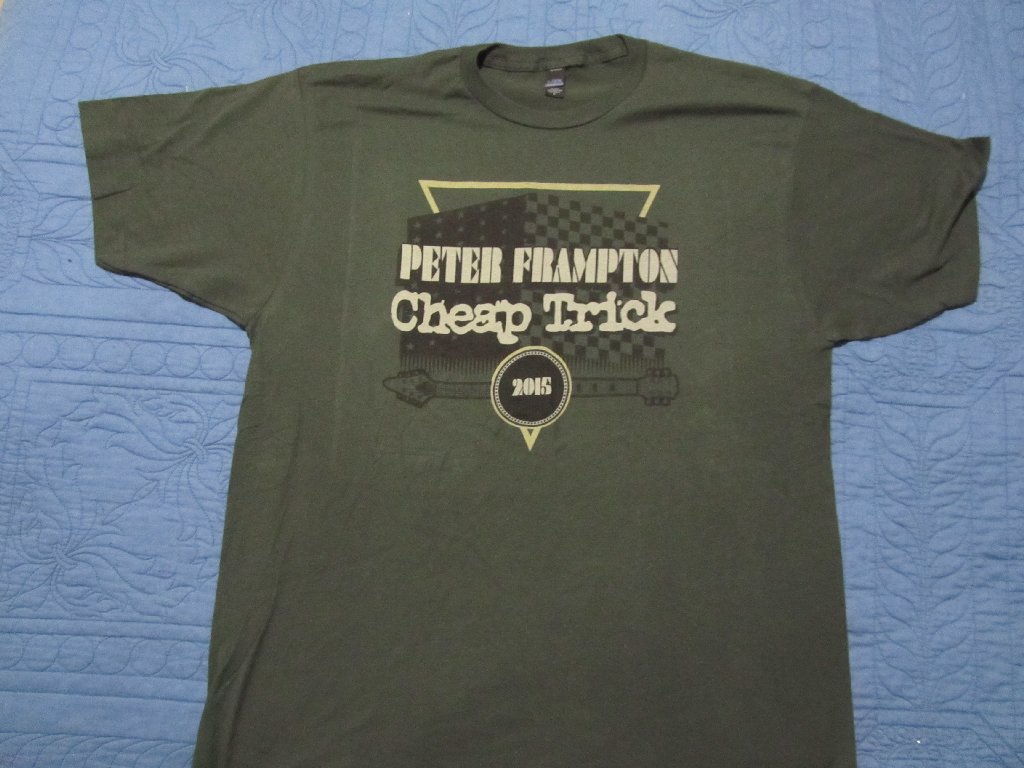 PETER FRAMPTON
Cheap Trick
2015